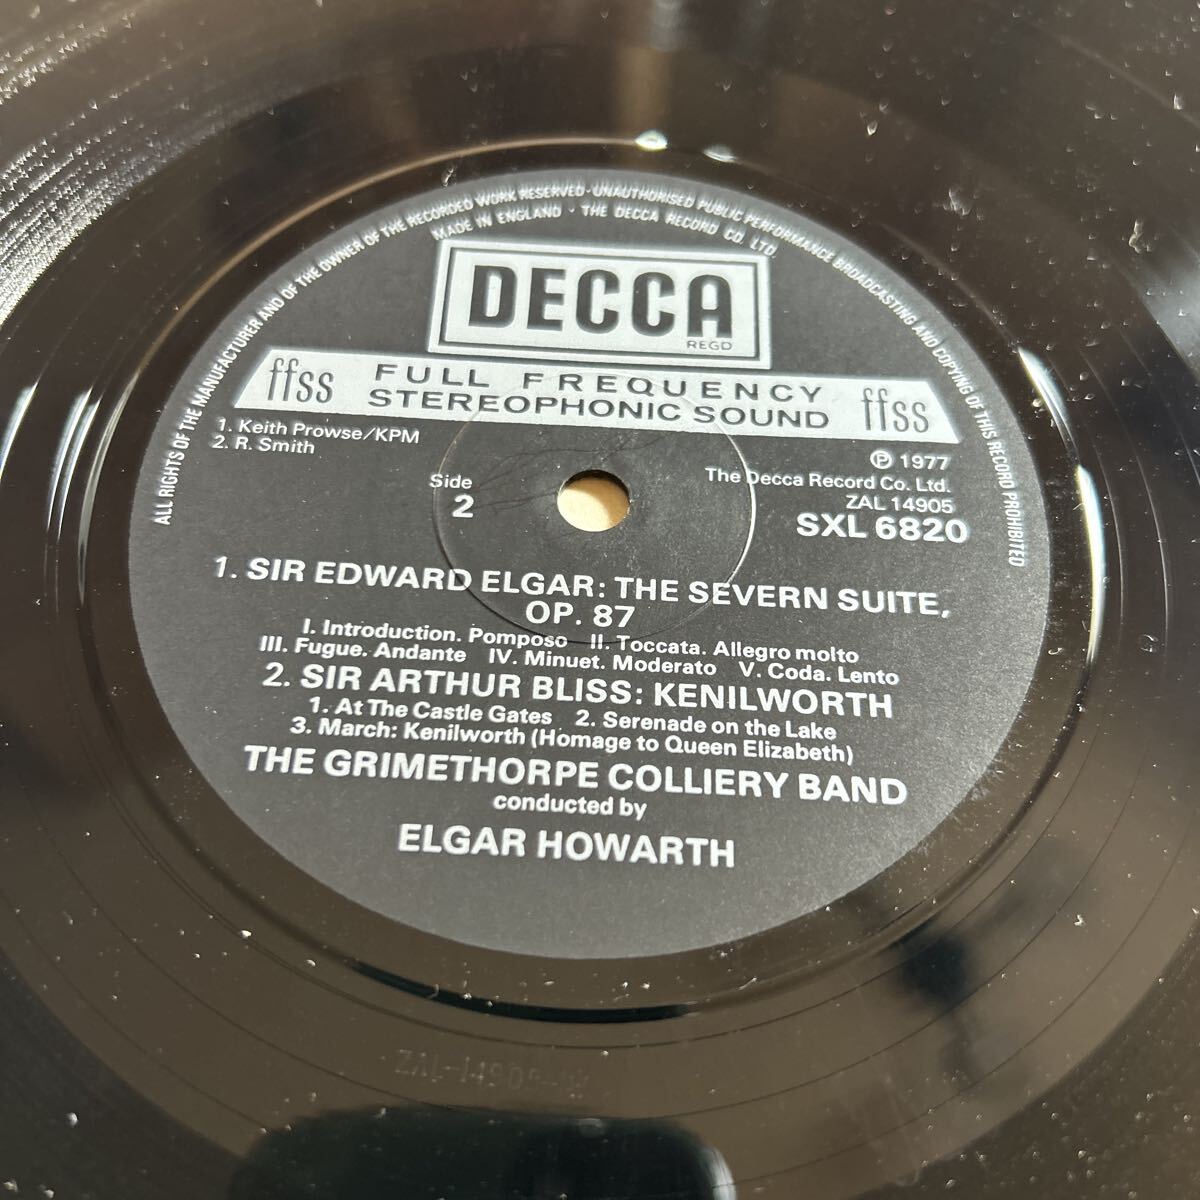 ALL RIGHTS OF THE MANUFACTURER AND OF THE OWNER OF THE RECORDED WORK RESERVED · UNAUTHORISED PUBLIC PERFORMANCE BROADCASTING AND COPYING OF THIS RECORD PROHIBITED
MADE IN ENGLAND · THE DECCA RECORD CO. LTD.
DECCA
REGD
ffss FULL FREQUENCY ffss
STEREOPHONIC SOUND
1. Keith Prowse/KPM
2. R. Smith
Ⓟ 1977
The Decca Record Co. Ltd.
Side
2
ZAL 14905
SXL 6820
1. SIR EDWARD ELGAR: THE SEVERN SUITE,
OP. 87
I. Introduction. Pomposo II. Toccata. Allegro molto
III. Fugue. Andante IV. Minuet. Moderato V. Coda. Lento
2. SIR ARTHUR BLISS: KENILWORTH
1. At The Castle Gates 2. Serenade on the Lake
3. March: Kenilworth (Homage to Queen Elizabeth)
THE GRIMETHORPE COLLIERY BAND
conducted by
ELGAR HOWARTH